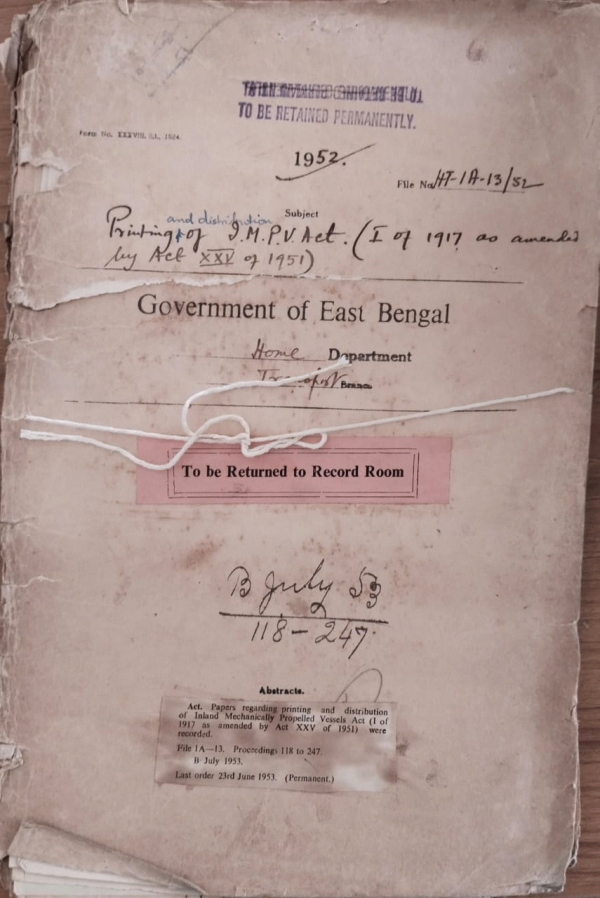 TO BE RETAINED PERMANENTLY.
Form No. XXXVIII
1952.
File No. HT-1A-13/52
Subject
and distribution
Printing of I.M.P.V. Act. (I of 1917 as amended
by Act XXV of 1951)
Government of East Bengal
Home Department
Transport Branch
To be Returned to Record Room
B July 53
118-247.
Abstracts.
Act. Papers regarding printing and distribution
of Inland Mechanically Propelled Vessels Act (I of
1917 as amended by Act XXV of 1951) were
recorded.
File 1A—13. Proceedings 118 to 247.
B July 1953.
Last order 23rd June 1953. (Permanent.)